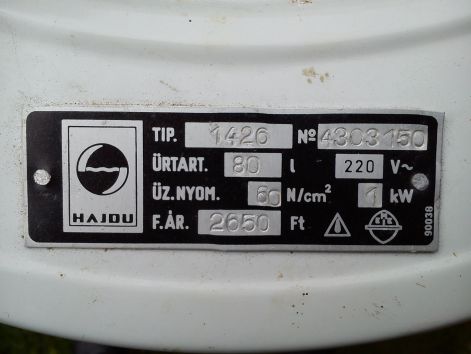 TIP. 1426 № 4303150
ŰRTART. 80 l 220 V~
ÜZ.NYOM. 60 N/cm² 1 kW
F.ÁR. 2650 Ft
HAJDU
90038